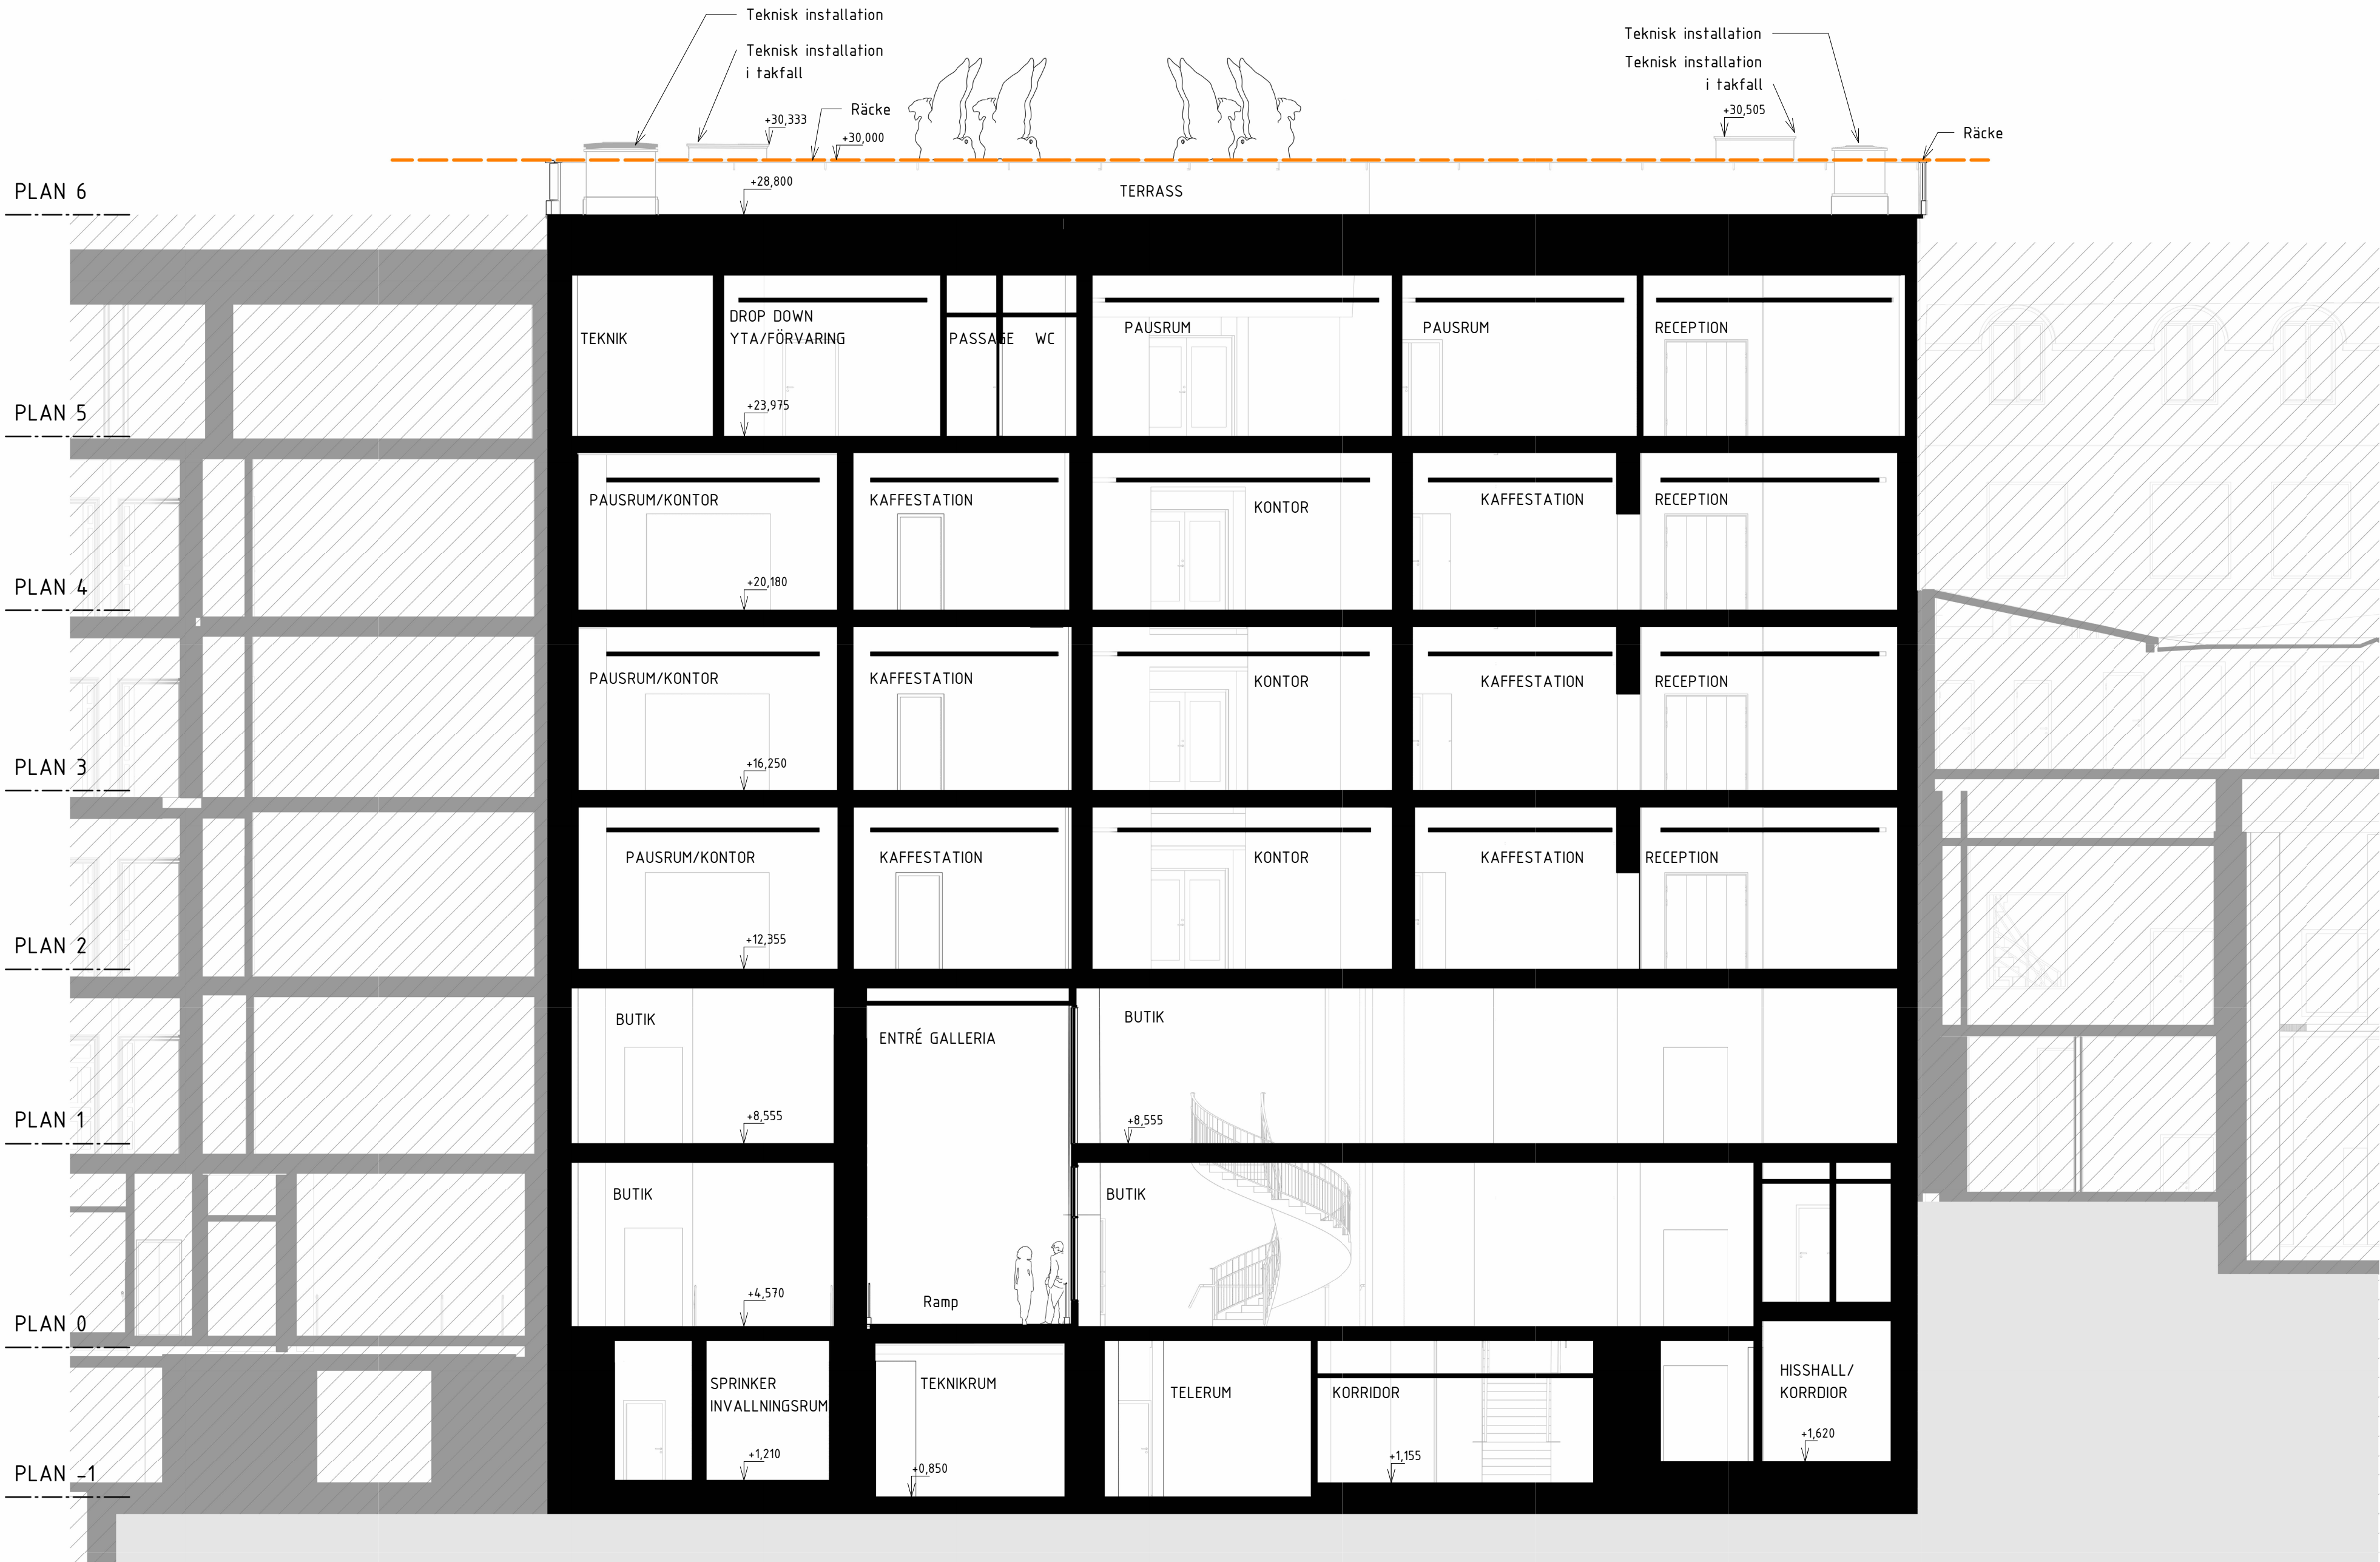 Teknisk installation
Teknisk installation
i takfall
Räcke
+30,333
+30,000
Teknisk installation
Teknisk installation
i takfall
+30,505
Räcke
PLAN 6
+28,800
TERRASS
TEKNIK
DROP DOWN
YTA/FÖRVARING
PASSAGE
WC
PAUSRUM
PAUSRUM
RECEPTION
PLAN 5
+23,975
PAUSRUM/KONTOR
KAFFESTATION
KONTOR
KAFFESTATION
RECEPTION
PLAN 4
+20,180
PAUSRUM/KONTOR
KAFFESTATION
KONTOR
KAFFESTATION
RECEPTION
PLAN 3
+16,250
PAUSRUM/KONTOR
KAFFESTATION
KONTOR
KAFFESTATION
RECEPTION
PLAN 2
+12,355
BUTIK
ENTRÉ GALLERIA
BUTIK
PLAN 1
+8,555
+8,555
BUTIK
BUTIK
PLAN 0
+4,570
Ramp
SPRINKER
INVALLNINGSRUM
TEKNIKRUM
TELERUM
KORRIDOR
HISSHALL/
KORRDIOR
PLAN -1
+1,210
+0,850
+1,155
+1,620